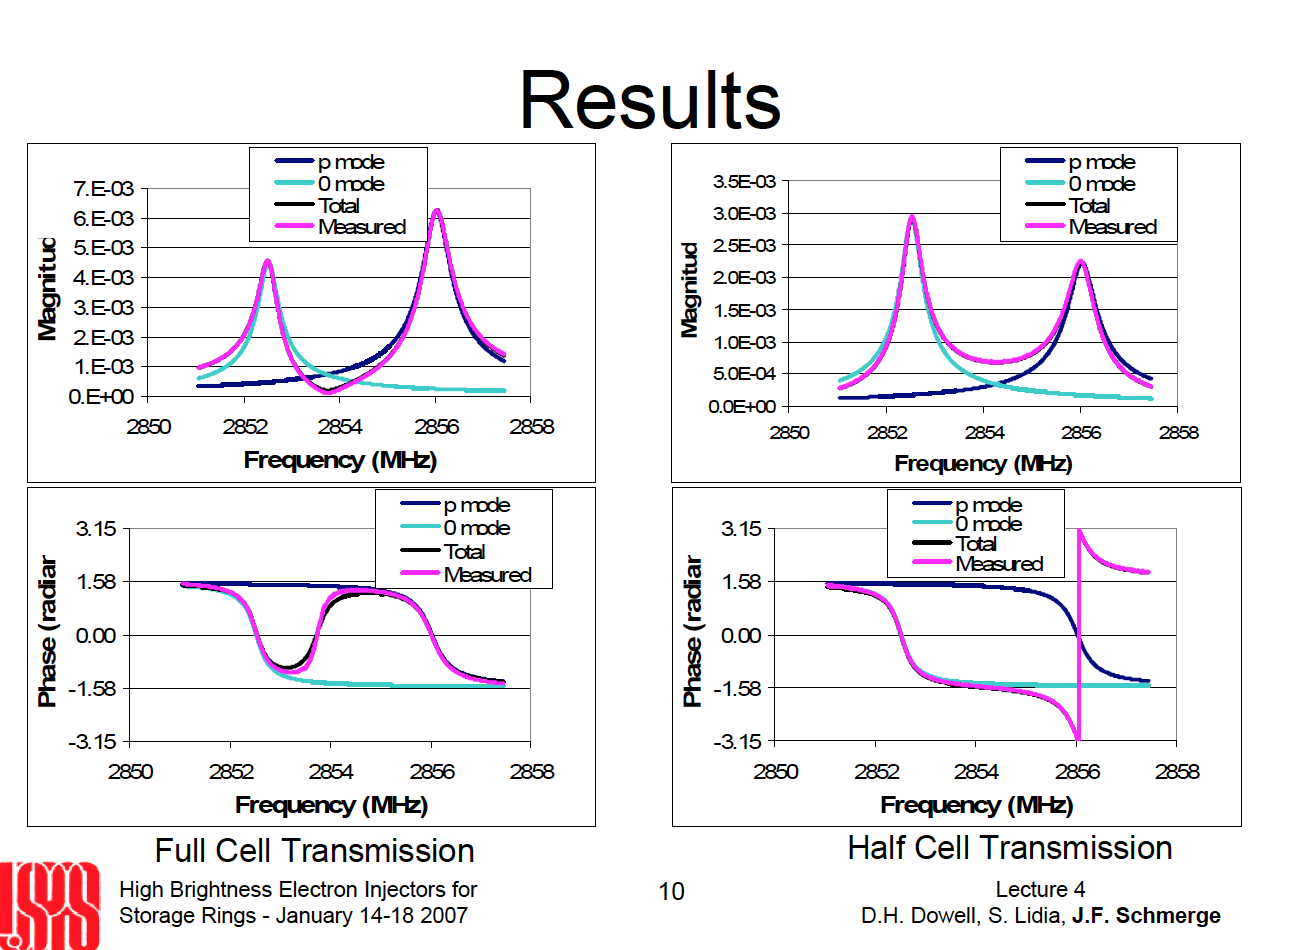 Results
p mode
0 mode
Total
Measured
7.E-03
6.E-03
5.E-03
4.E-03
3.E-03
2.E-03
1.E-03
0.E+00
Magnitud
2850 2852 2854 2856 2858
Frequency (MHz)
p mode
0 mode
Total
Measured
3.5E-03
3.0E-03
2.5E-03
2.0E-03
1.5E-03
1.0E-03
5.0E-04
0.0E+00
Magnitud
2850 2852 2854 2856 2858
Frequency (MHz)
p mode
0 mode
Total
Measured
3.15
1.58
0.00
-1.58
-3.15
Phase (radiar
2850 2852 2854 2856 2858
Frequency (MHz)
p mode
0 mode
Total
Measured
3.15
1.58
0.00
-1.58
-3.15
Phase (radiar
2850 2852 2854 2856 2858
Frequency (MHz)
Full Cell Transmission
Half Cell Transmission
High Brightness Electron Injectors for
Storage Rings - January 14-18 2007
10
Lecture 4
D.H. Dowell, S. Lidia, J.F. Schmerge